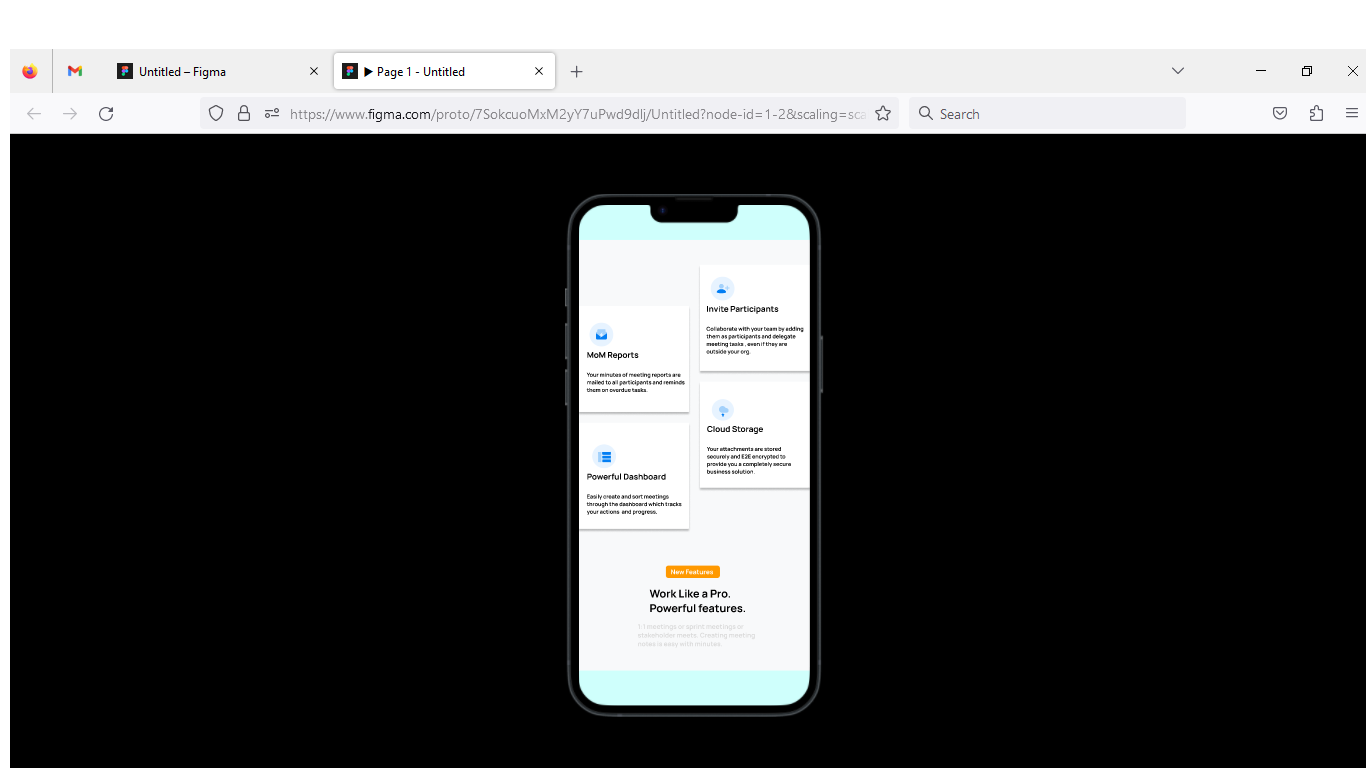 Untitled – Figma
Page 1 - Untitled
https://www.figma.com/proto/7SokcuoMxM2yY7uPwd9dIj/Untitled?node-id=1-2&scaling=sca
Search
Invite Participants
Collaborate with your team by adding
them as participants and delegate
meeting tasks , even if they are
outside your org.
MoM Reports
Your minutes of meeting reports are
mailed to all participants and reminds
them on overdue tasks.
Cloud Storage
Your attachments are stored
securely and E2E encrypted to
provide you a completely secure
business solution.
Powerful Dashboard
Easily create and sort meetings
through the dashboard which tracks
your actions and progress.
New Features
Work Like a Pro.
Powerful features.
1:1 meetings or sprint meetings or
stakeholder meets. Creating meeting
notes is easy with minutes.